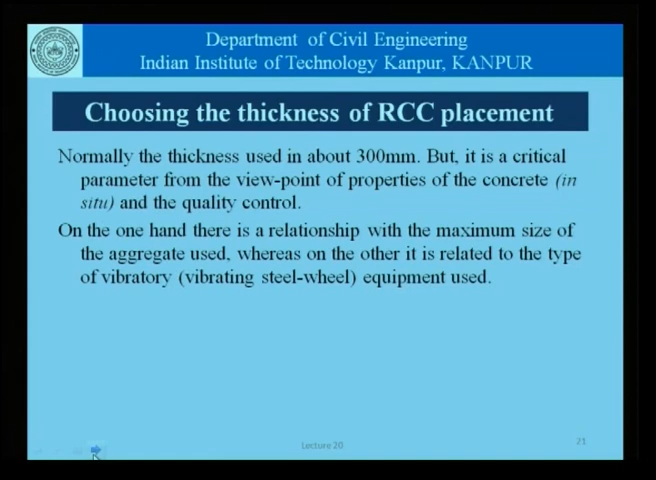 Department of Civil Engineering
Indian Institute of Technology Kanpur, KANPUR
Choosing the thickness of RCC placement
Normally the thickness used in about 300mm. But, it is a critical
parameter from the view-point of properties of the concrete (in
situ) and the quality control.
On the one hand there is a relationship with the maximum size of
the aggregate used, whereas on the other it is related to the type
of vibratory (vibrating steel-wheel) equipment used.
Lecture 20
21